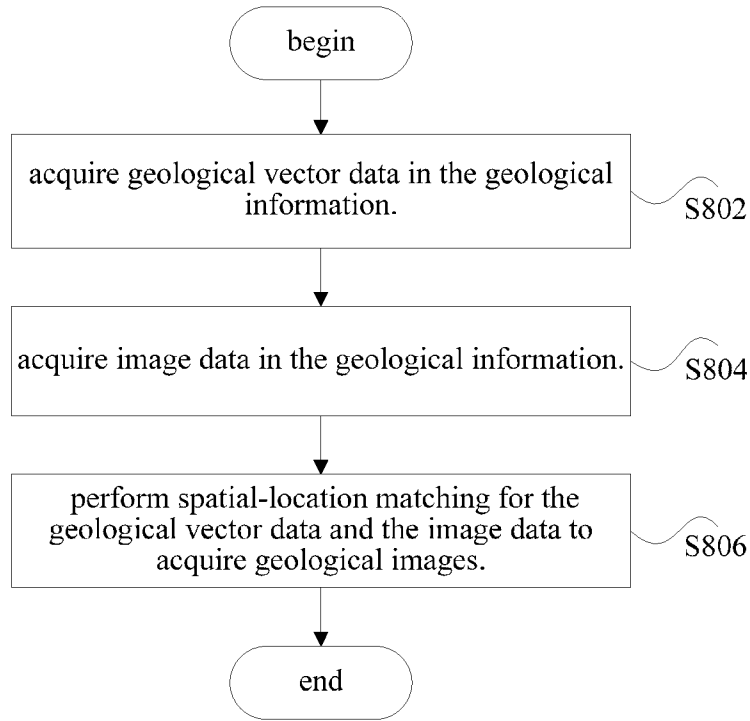 begin
acquire geological vector data in the geological
information.
S802
acquire image data in the geological information.
S804
perform spatial-location matching for the
geological vector data and the image data to
acquire geological images.
S806
end